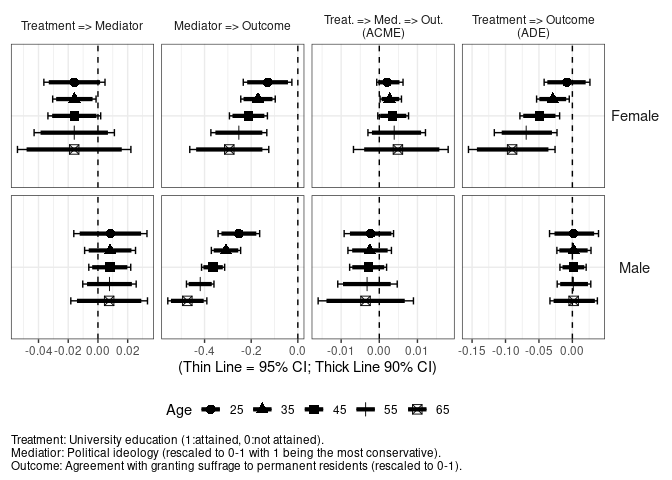 Treatment => Mediator
Mediator => Outcome
Treat. => Med. => Out.
(ACME)
Treatment => Outcome
(ADE)
Female
Male
-0.04 -0.02 0.00 0.02
-0.4 -0.2 0.0
-0.01 0.00 0.01
-0.15 -0.10 -0.05 0.00
(Thin Line = 95% CI; Thick Line 90% CI)
Age 25 35 45 55 65
Treatment: University education (1:attained, 0:not attained).
Mediatior: Political ideology (rescaled to 0-1 with 1 being the most conservative).
Outcome: Agreement with granting suffrage to permanent residents (rescaled to 0-1).